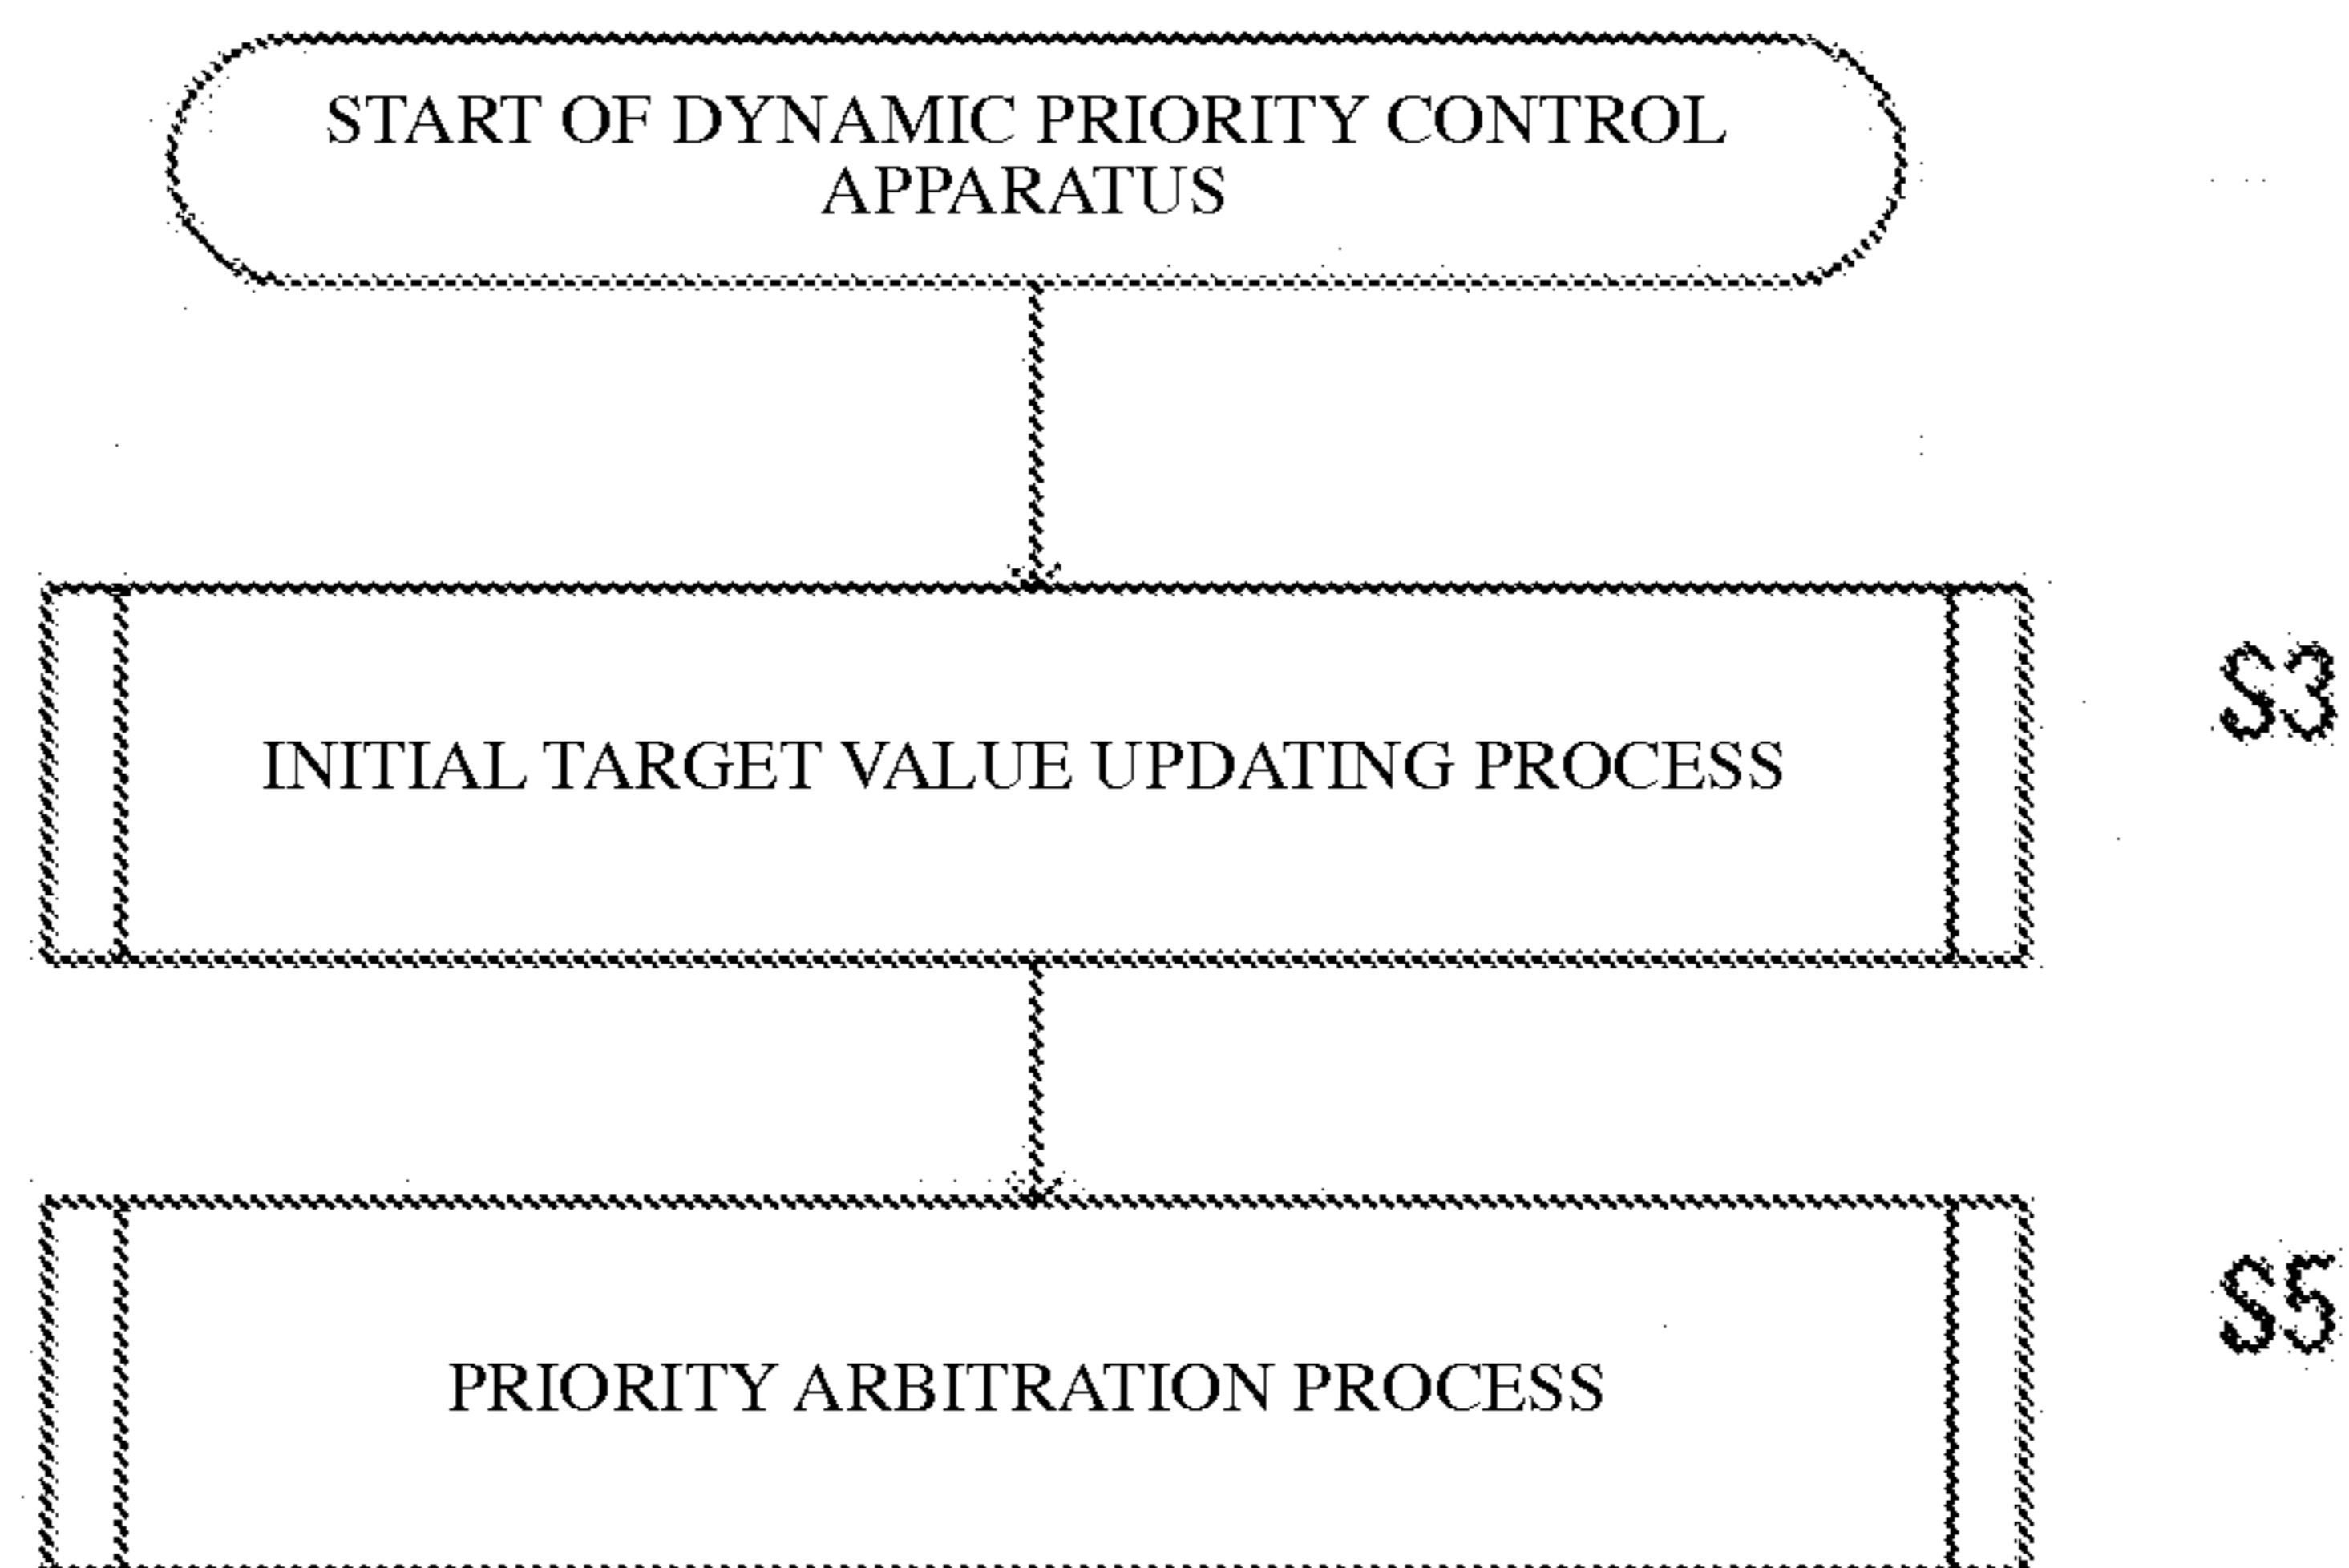 START OF DYNAMIC PRIORITY CONTROL
APPARATUS
INITIAL TARGET VALUE UPDATING PROCESS
S3
PRIORITY ARBITRATION PROCESS
S5